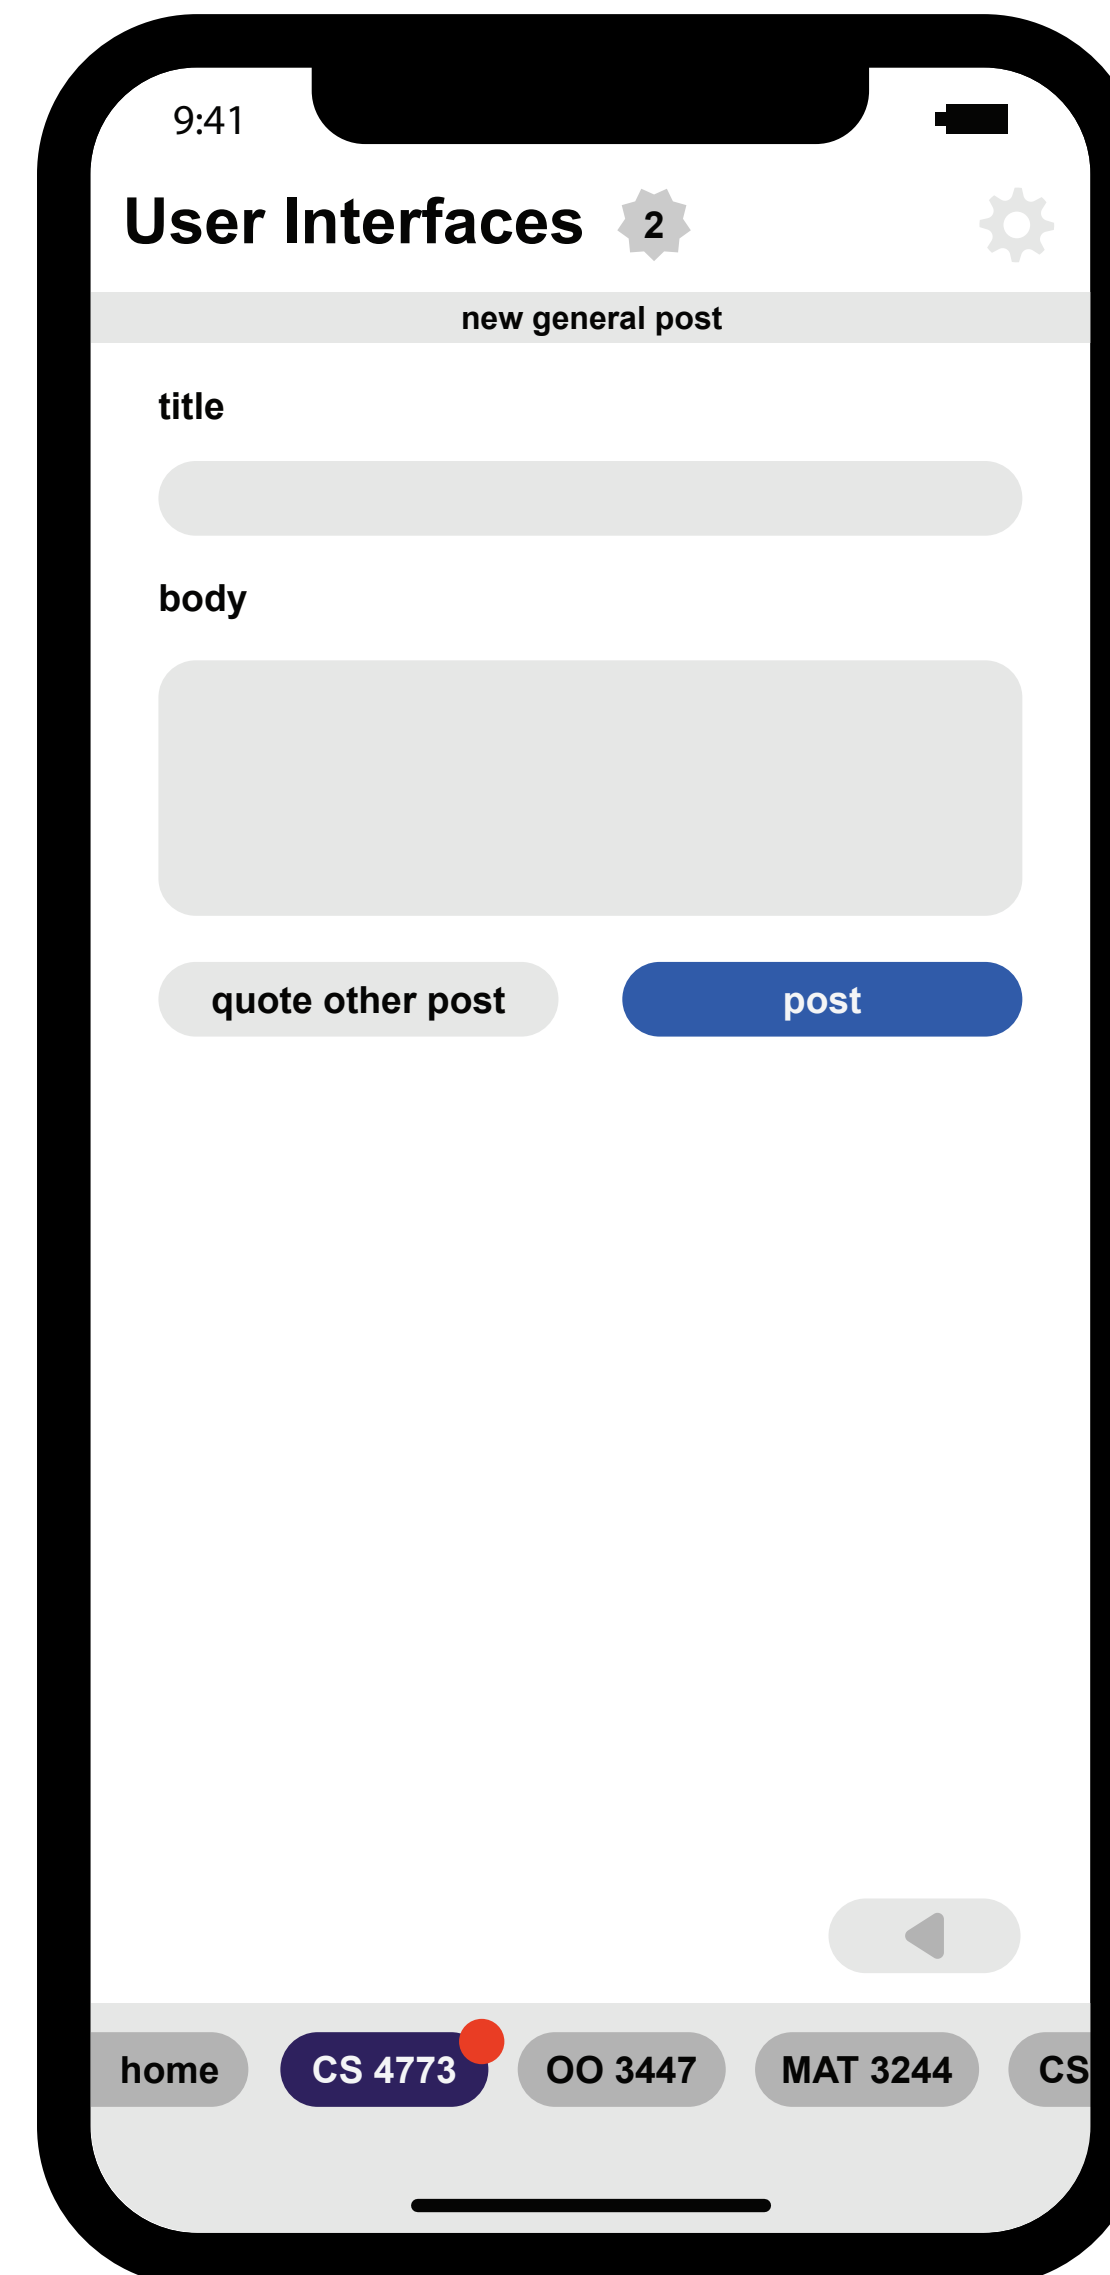 9:41
User Interfaces 2
new general post
title
body
quote other post
post
home CS 4773 OO 3447 MAT 3244 CS